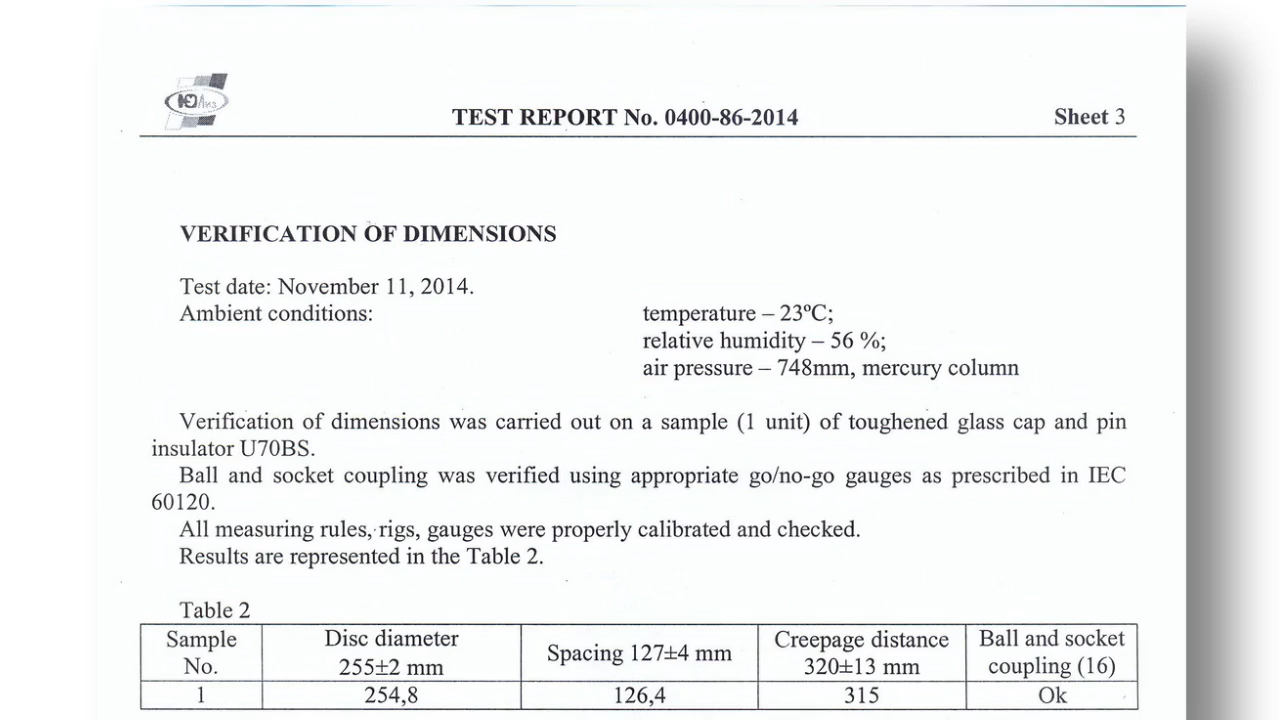 ЮАИЗ
TEST REPORT No. 0400-86-2014 Sheet 3
VERIFICATION OF DIMENSIONS
Test date: November 11, 2014.
Ambient conditions: temperature – 23ºC;
relative humidity – 56 %;
air pressure – 748mm, mercury column
Verification of dimensions was carried out on a sample (1 unit) of toughened glass cap and pin
insulator U70BS.
Ball and socket coupling was verified using appropriate go/no-go gauges as prescribed in IEC
60120.
All measuring rules, rigs, gauges were properly calibrated and checked.
Results are represented in the Table 2.
Table 2
Sample No. Disc diameter 255±2 mm Spacing 127±4 mm Creepage distance 320±13 mm Ball and socket coupling (16)
1 254,8 126,4 315 Ok